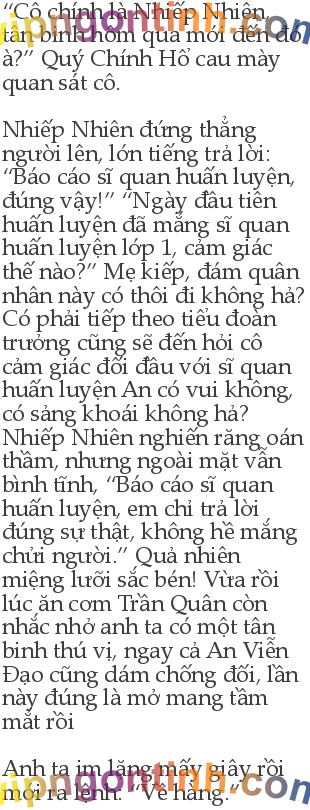 “Cô chính là Nhiếp Nhiên,
tân binh hôm qua mới đến đó
à?” Quý Chính Hổ cau mày
quan sát cô.
Nhiếp Nhiên đứng thẳng
người lên, lớn tiếng trả lời:
“Báo cáo sĩ quan huấn luyện,
đúng vậy!” “Ngày đầu tiên
huấn luyện đã mắng sĩ quan
huấn luyện lớp 1, cảm giác
thế nào?” Mẹ kiếp, đám quân
nhân này có thôi đi không hả?
Có phải tiếp theo tiểu đoàn
trưởng cũng sẽ đến hỏi cô
cảm giác đối đầu với sĩ quan
huấn luyện An có vui không,
có sảng khoái không hả?
Nhiếp Nhiên nghiến răng oán
thầm, nhưng ngoài mặt vẫn
bình tĩnh, “Báo cáo sĩ quan
huấn luyện, em chỉ trả lời
đúng sự thật, không hề mắng
chửi người.” Quả nhiên
miệng lưỡi sắc bén! Vừa rồi
lúc ăn cơm Trần Quân còn
nhắc nhở anh ta có một tân
binh thú vị, ngay cả An Viễn
Đạo cũng dám chống đối, lần
này đúng là mở mang tầm
mắt rồi
Anh ta im lặng mấy giây rồi
mới ra lệnh: “Về hàng.”
vipngontinh.com
vipngontinh.com